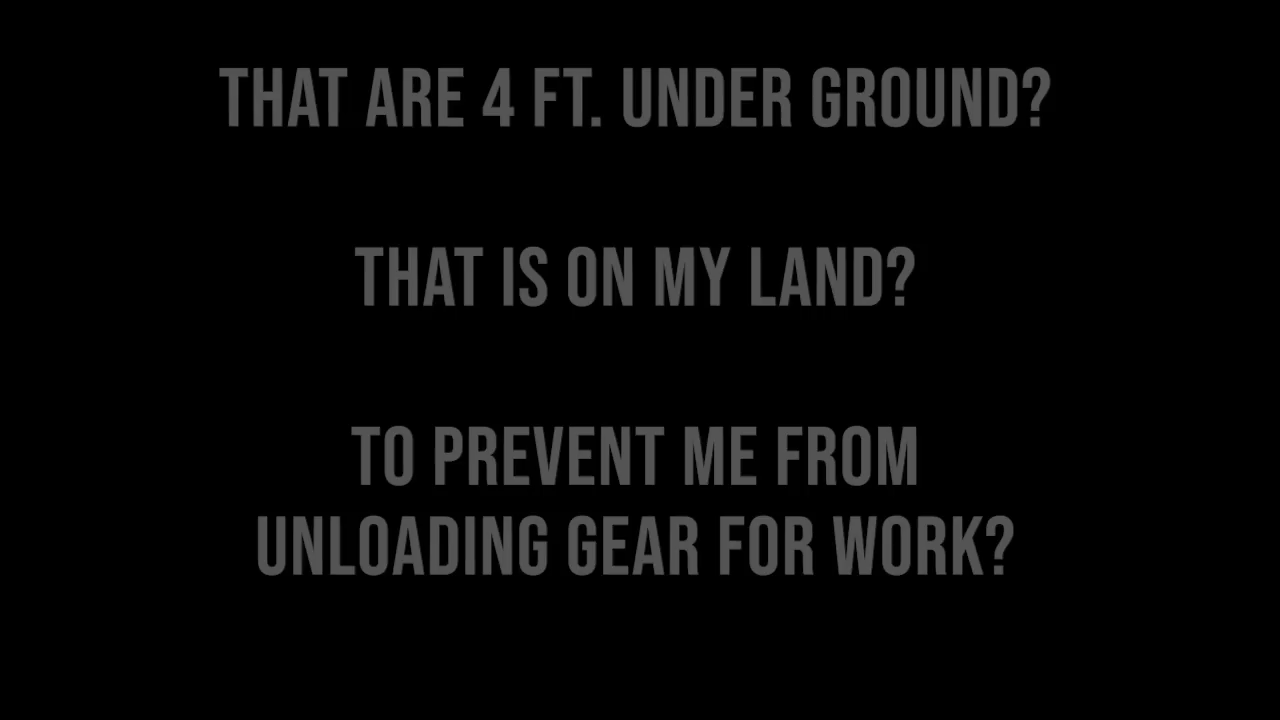 THAT ARE 4 FT. UNDER GROUND?
THAT IS ON MY LAND?
TO PREVENT ME FROM
UNLOADING GEAR FOR WORK?